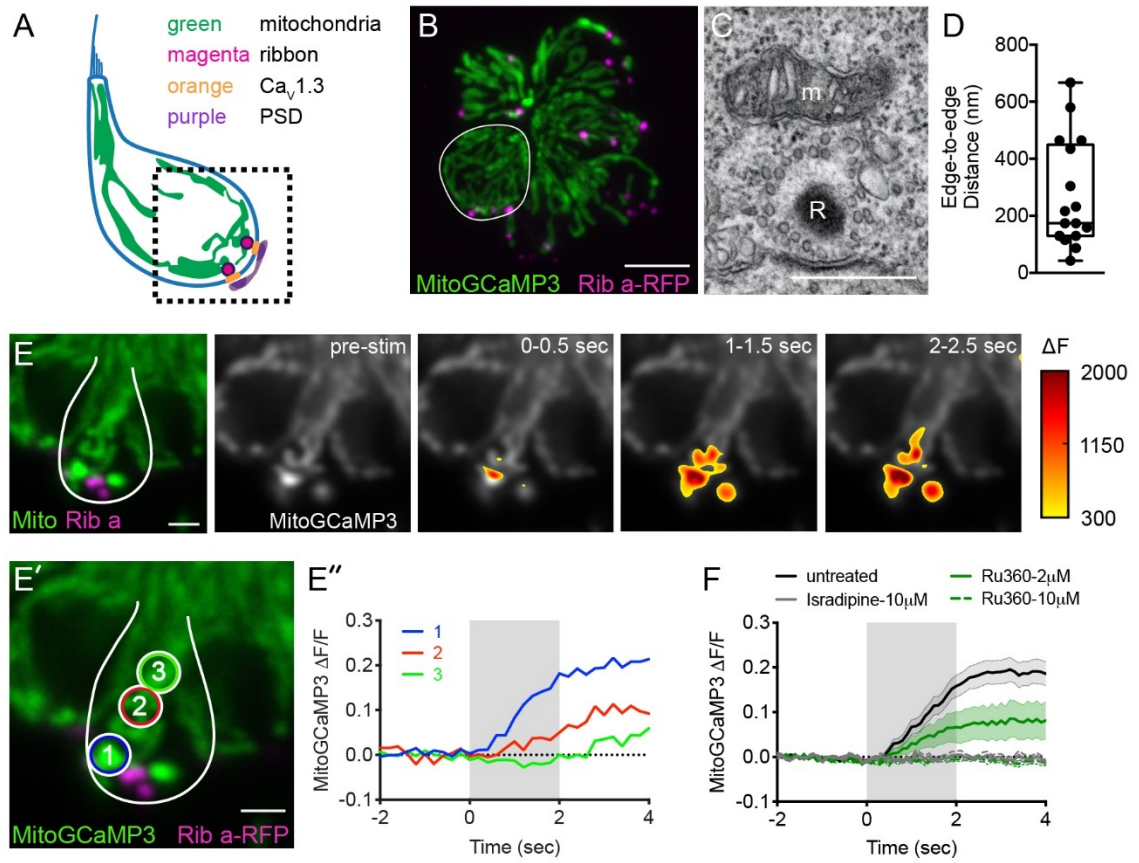 A
green mitochondria
magenta ribbon
orange CaV1.3
purple PSD
B
MitoGCaMP3 Rib a-RFP
C
m
R
D
Edge-to-edge
Distance (nm)
800
600
400
200
0
E
Mito Rib a
pre-stim
MitoGCaMP3
0-0.5 sec
1-1.5 sec
2-2.5 sec
ΔF
2000
1150
300
E′
3
2
1
MitoGCaMP3 Rib a-RFP
E″
MitoGCaMP3 ΔF/F
0.3
0.2
0.1
0.0
-0.1
1
2
3
-2 0 2 4
Time (sec)
F
untreated
Isradipine-10µM
Ru360-2µM
Ru360-10µM
MitoGCaMP3 ΔF/F
0.3
0.2
0.1
0.0
-0.1
-2 0 2 4
Time (sec)